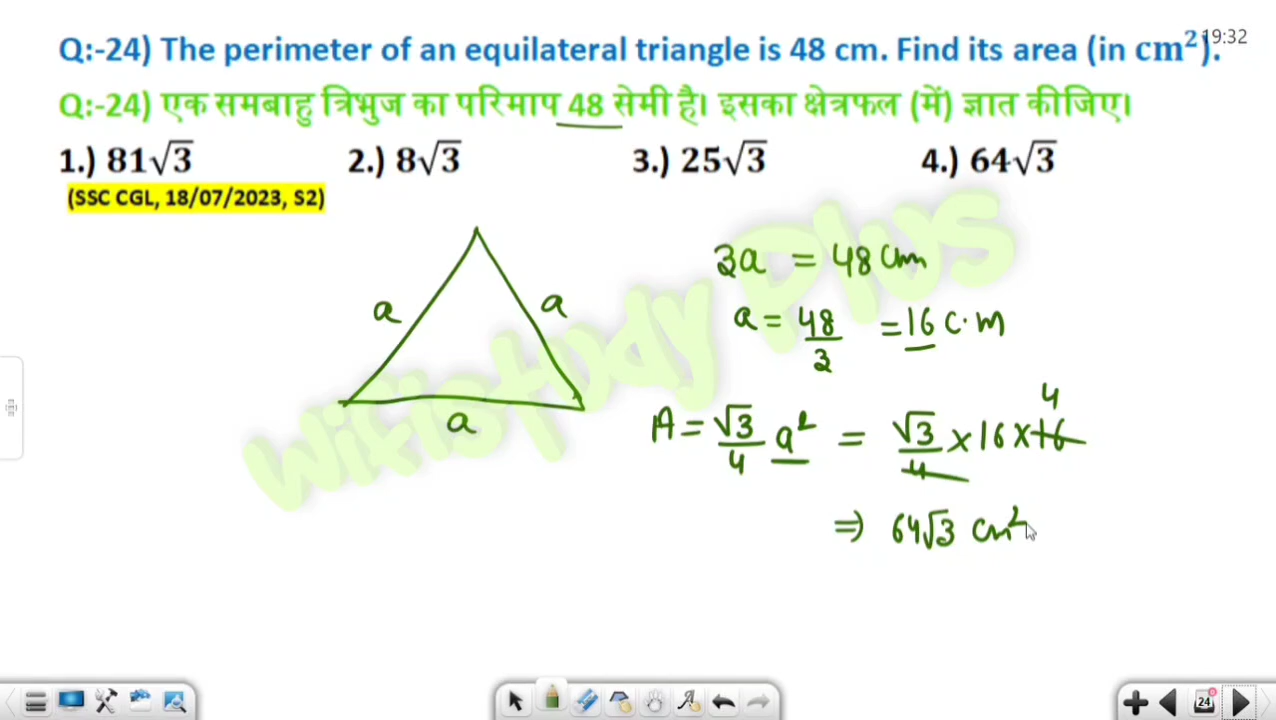 19:32
Q:-24) The perimeter of an equilateral triangle is 48 cm. Find its area (in cm²).
Q:-24) एक समबाहु त्रिभुज का परिमाप 48 सेमी है। इसका क्षेत्रफल (में) ज्ञात कीजिए।
1.) 81√3 2.) 8√3 3.) 25√3 4.) 64√3
(SSC CGL, 18/07/2023, S2)
wifistudy Plus
3a = 48 cm
a = 48/3 = 16 c.m
a a
a
A = √3/4 a² = √3/4 × 16 × 16 4
⇒ 64√3 cm²
24